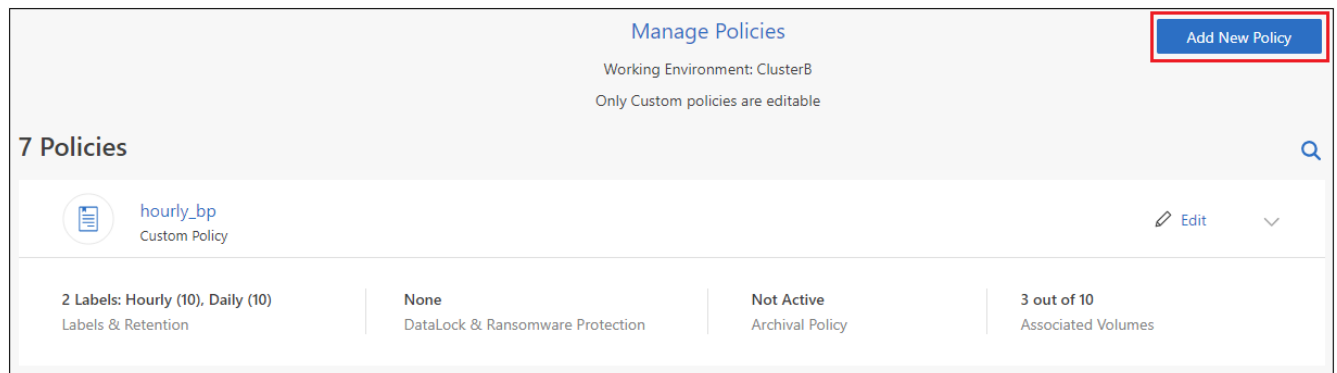 Manage Policies
Add New Policy
Working Environment: ClusterB
Only Custom policies are editable
7 Policies
hourly_bp
Custom Policy
Edit
2 Labels: Hourly (10), Daily (10)
Labels & Retention
None
DataLock & Ransomware Protection
Not Active
Archival Policy
3 out of 10
Associated Volumes